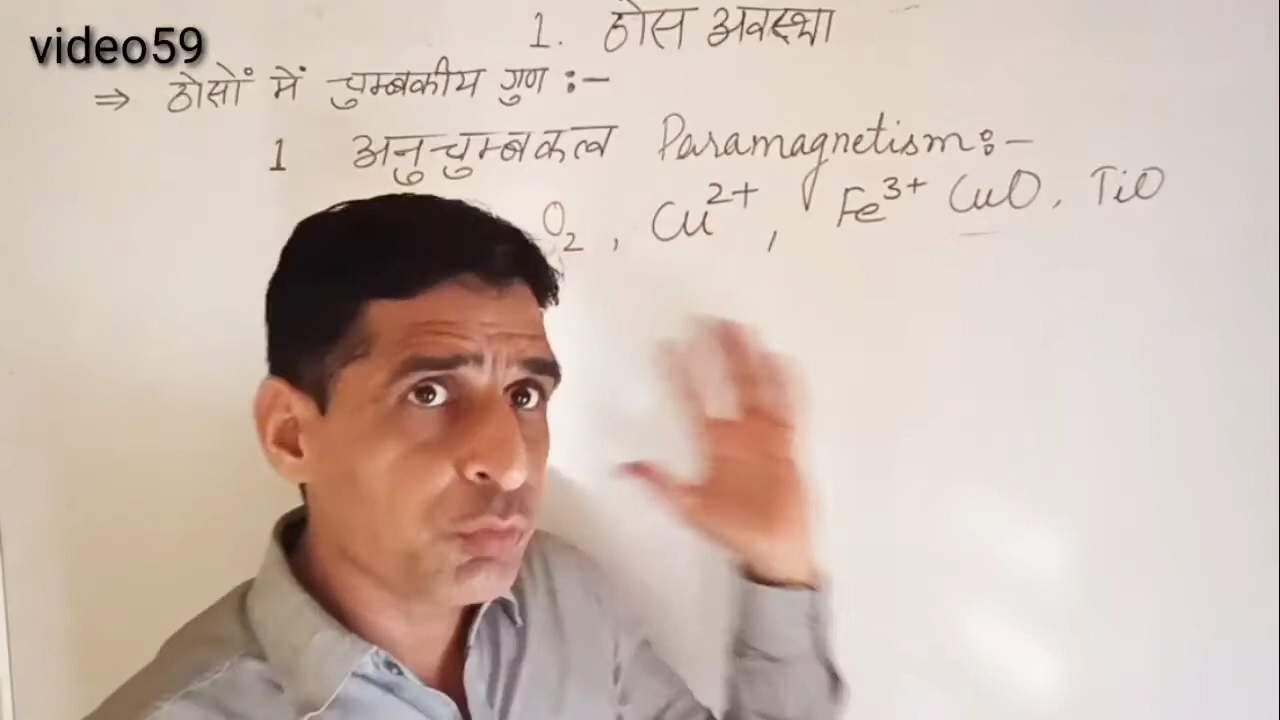 video59
1. ठोस अवस्था
⇒ ठोसों में चुम्बकीय गुण :-
1 अनुचुम्बकत्व Paramagnetism:-
O₂, Cu²⁺, Fe³⁺ CuO, TiO